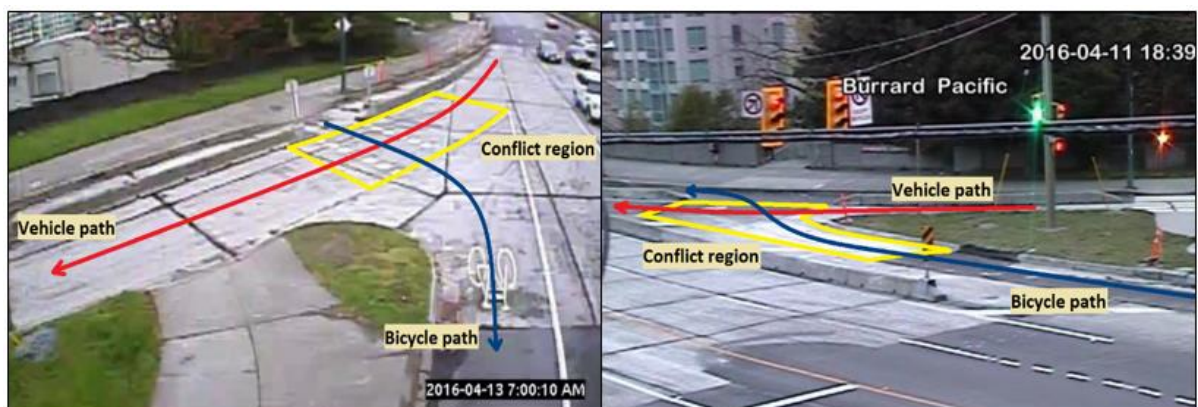 Conflict region
Vehicle path
Bicycle path
2016-04-13 7:00:10 AM
2016-04-11 18:39
Burrard Pacific
Vehicle path
Conflict region
Bicycle path